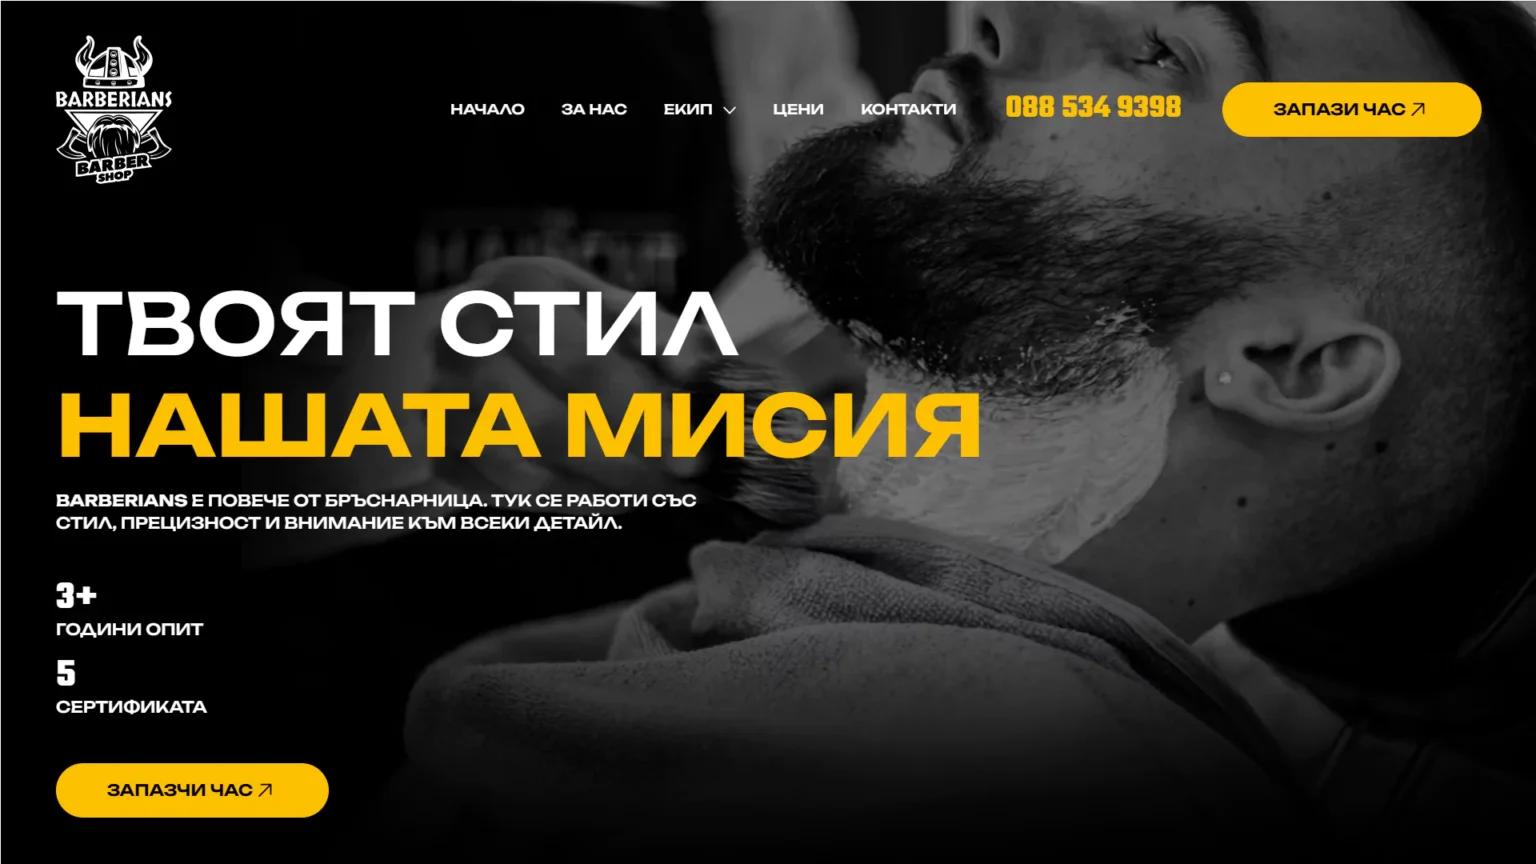 BARBERIANS
BARBER
SHOP
НАЧАЛО
ЗА НАС
ЕКИП
ЦЕНИ
КОНТАКТИ
088 534 9398
ЗАПАЗИ ЧАС
ТВОЯТ СТИЛ
НАШАТА МИСИЯ
BARBERIANS Е ПОВЕЧЕ ОТ БРЪСНАРНИЦА. ТУК СЕ РАБОТИ СЪС
СТИЛ, ПРЕЦИЗНОСТ И ВНИМАНИЕ КЪМ ВСЕКИ ДЕТАЙЛ.
3+
ГОДИНИ ОПИТ
5
СЕРТИФИКАТА
ЗАПАЗЧИ ЧАС